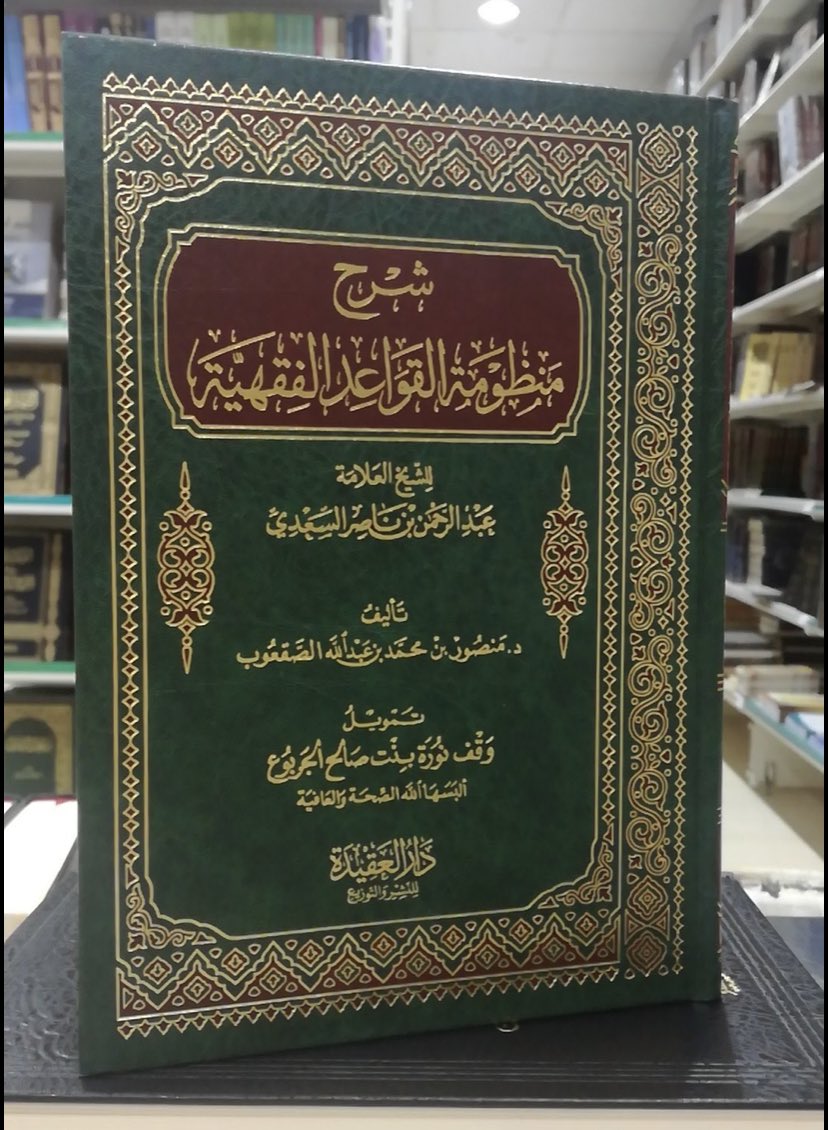 شرح
منظومة القواعد الفقهية
للشيخ العلامة
عبد الرحمن بن ناصر السعدي
تأليف
د. منصور بن محمد بن عبد الله الصقعوب
تمويل
وقف نورة بنت صالح الجربوع
ألبسها الله الصحة والعافية
دار العقيدة
للنشر والتوزيع